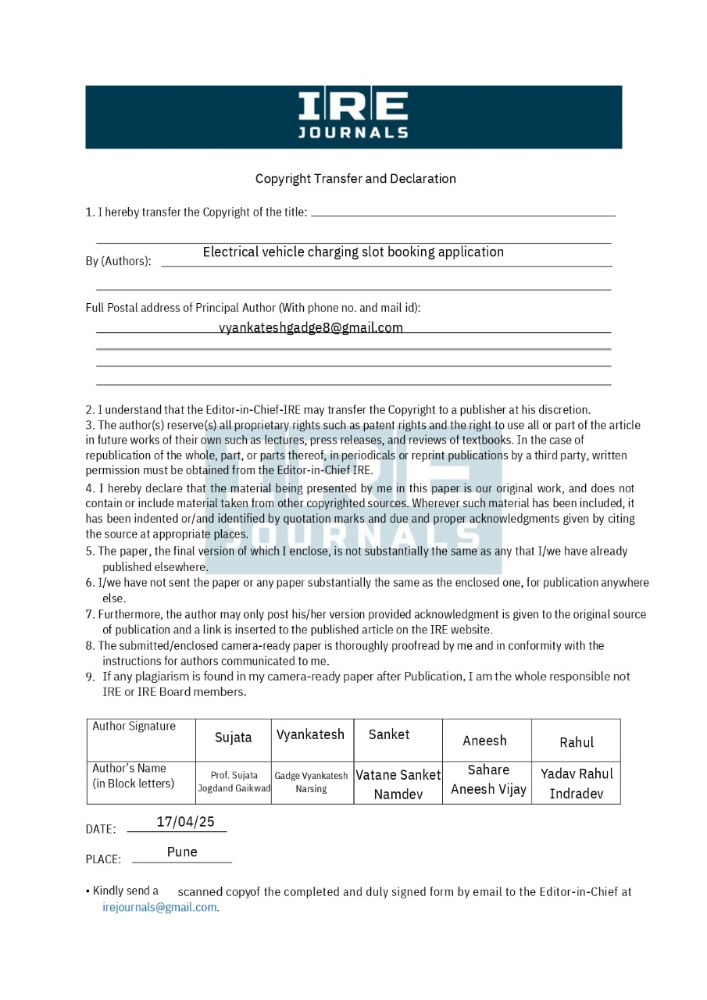 IRE
JOURNALS
Copyright Transfer and Declaration
1. I hereby transfer the Copyright of the title:
Electrical vehicle charging slot booking application
By (Authors):
Full Postal address of Principal Author (With phone no. and mail id):
vyankateshgadge8@gmail.com
2. I understand that the Editor-in-Chief-IRE may transfer the Copyright to a publisher at his discretion.
3. The author(s) reserve(s) all proprietary rights such as patent rights and the right to use all or part of the article
in future works of their own such as lectures, press releases, and reviews of textbooks. In the case of
republication of the whole, part, or parts thereof, in periodicals or reprint publications by a third party, written
permission must be obtained from the Editor-in-Chief IRE.
4. I hereby declare that the material being presented by me in this paper is our original work, and does not
contain or include material taken from other copyrighted sources. Wherever such material has been included, it
has been indented or/and identified by quotation marks and due and proper acknowledgments given by citing
the source at appropriate places.
IRE
JOURNALS
5. The paper, the final version of which I enclose, is not substantially the same as any that I/we have already
published elsewhere.
6. I/we have not sent the paper or any paper substantially the same as the enclosed one, for publication anywhere
else.
7. Furthermore, the author may only post his/her version provided acknowledgment is given to the original source
of publication and a link is inserted to the published article on the IRE website.
8. The submitted/enclosed camera-ready paper is thoroughly proofread by me and in conformity with the
instructions for authors communicated to me.
9. If any plagiarism is found in my camera-ready paper after Publication, I am the whole responsible not
IRE or IRE Board members.
Author Signature Sujata Vyankatesh Sanket Aneesh Rahul
Author's Name Prof. Sujata Gadge Vyankatesh Vatane Sanket Sahare Yadav Rahul
(in Block letters) Jogdand Gaikwad Narsing Namdev Aneesh Vijay Indradev
DATE: 17/04/25
PLACE: Pune
• Kindly send a scanned copyof the completed and duly signed form by email to the Editor-in-Chief at
irejournals@gmail.com.